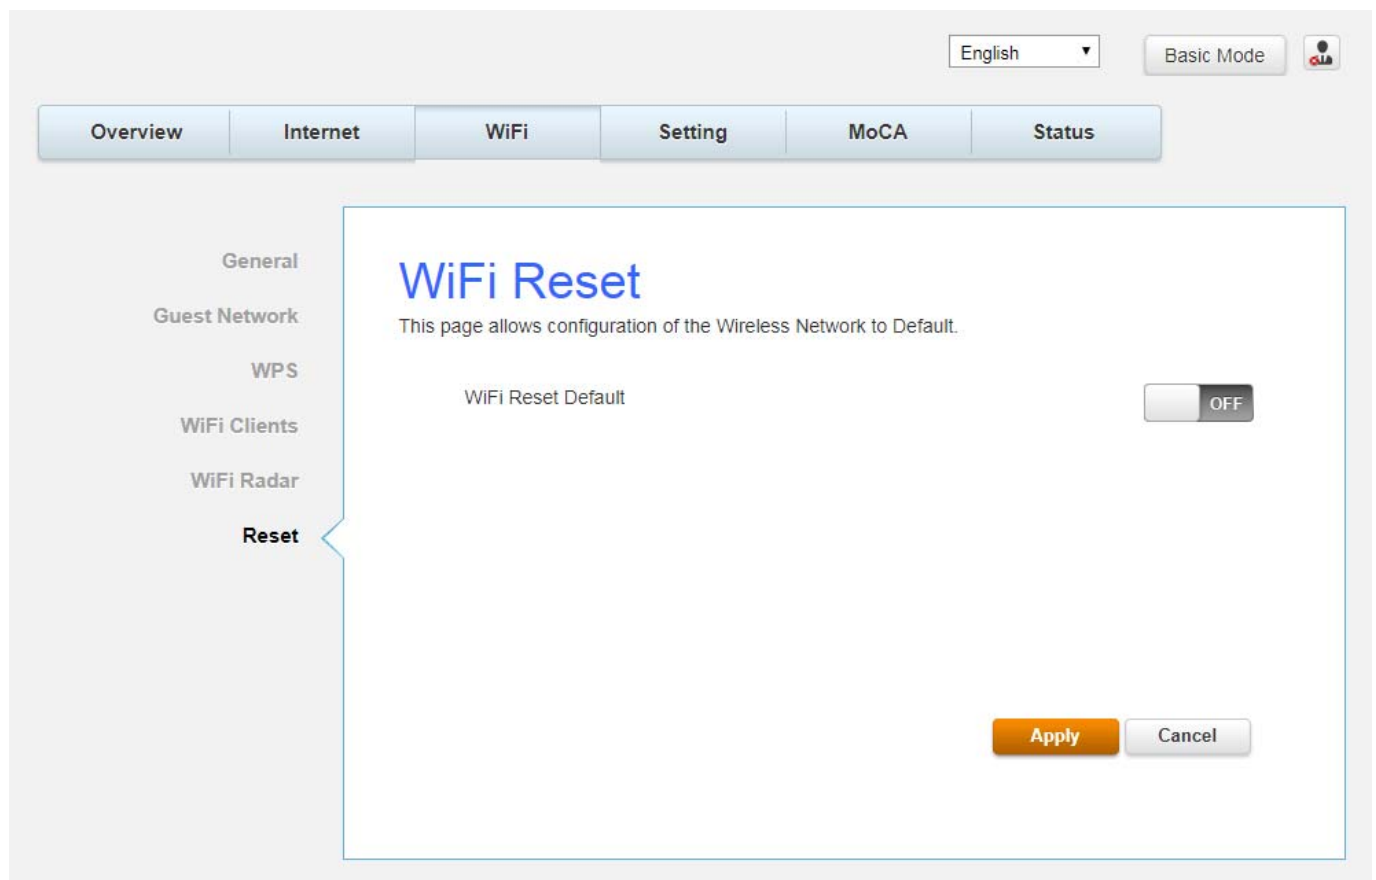 English
Basic Mode
Overview
Internet
WiFi
Setting
MoCA
Status
General
Guest Network
WPS
WiFi Clients
WiFi Radar
Reset
WiFi Reset
This page allows configuration of the Wireless Network to Default.
WiFi Reset Default
OFF
Apply
Cancel